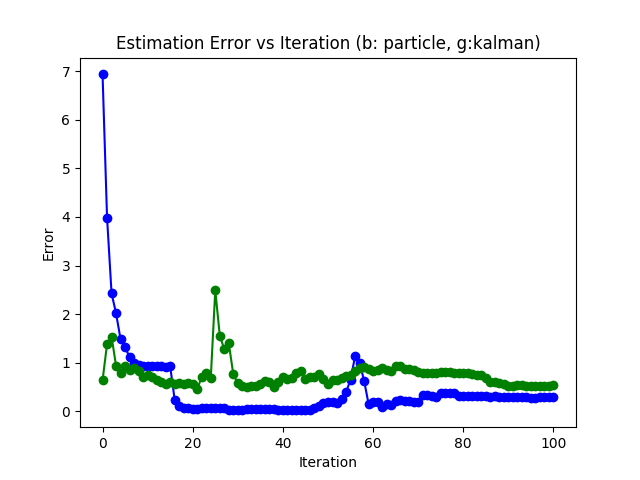 Estimation Error vs Iteration (b: particle, g:kalman)
7
6
5
4
3
2
1
0
Error
0 20 40 60 80 100
Iteration